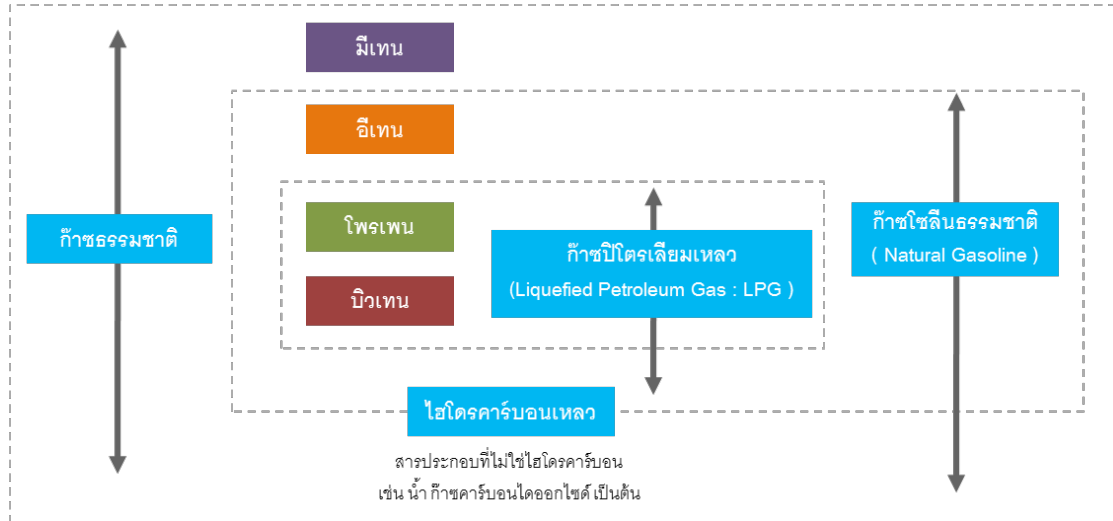 มีเทน
อีเทน
โพรเพน
บิวเทน
ก๊าซธรรมชาติ
ก๊าซปิโตรเลียมเหลว
(Liquefied Petroleum Gas : LPG )
ก๊าซโซลีนธรรมชาติ
( Natural Gasoline )
ไฮโดรคาร์บอนเหลว
สารประกอบที่ไม่ใช่ไฮโดรคาร์บอน
เช่น น้ำ ก๊าซคาร์บอนไดออกไซด์ เป็นต้น